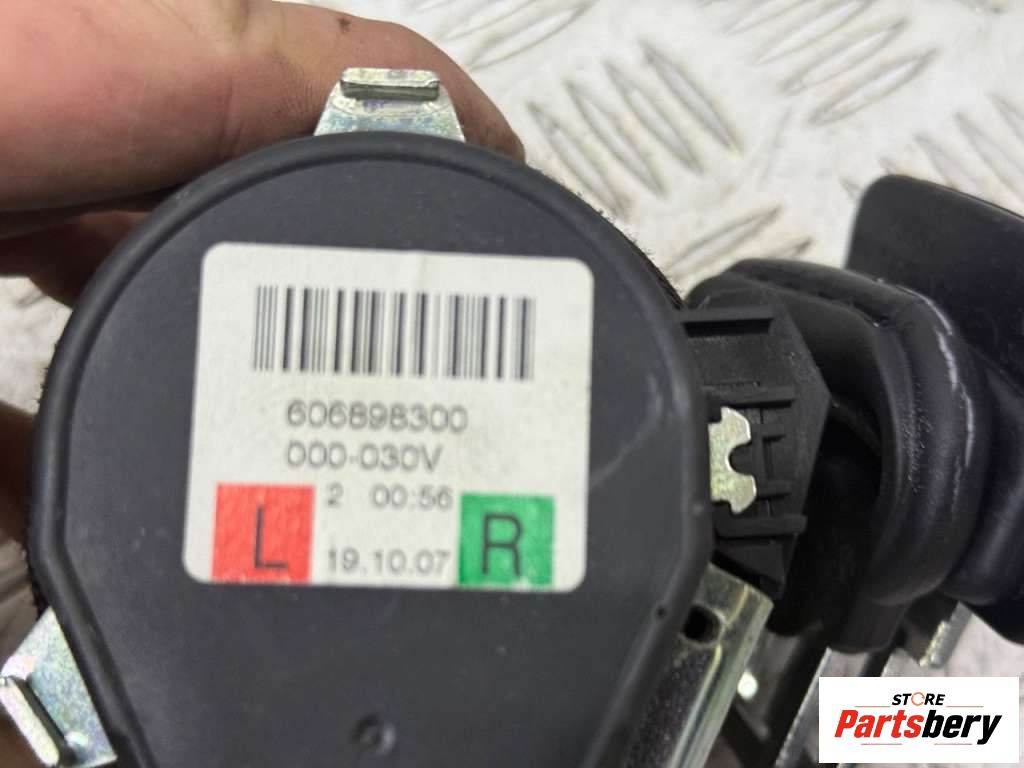 606898300
000-030V
2 00:56
L 19.10.07 R
STORE
Partsbery